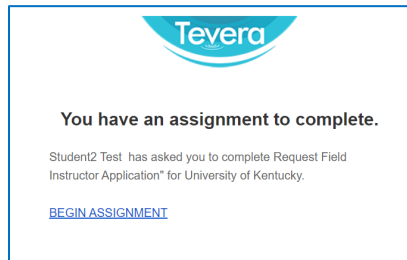 Tevera
You have an assignment to complete.
Student2 Test has asked you to complete Request Field
Instructor Application" for University of Kentucky.
BEGIN ASSIGNMENT